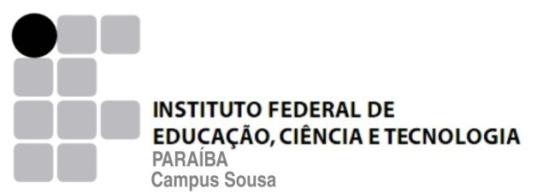 INSTITUTO FEDERAL DE
EDUCAÇÃO, CIÊNCIA E TECNOLOGIA
PARAÍBA
Campus Sousa